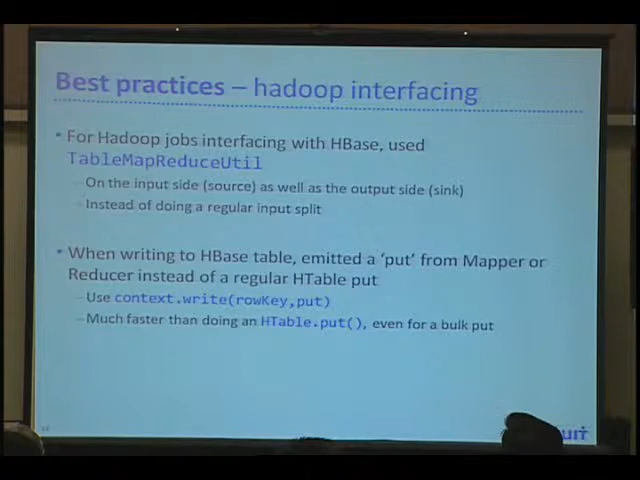 Best practices – hadoop interfacing
• For Hadoop jobs interfacing with HBase, used
TableMapReduceUtil
– On the input side (source) as well as the output side (sink)
– Instead of doing a regular input split
• When writing to HBase table, emitted a 'put' from Mapper or
Reducer instead of a regular HTable put
– Use context.write(rowKey,put)
– Much faster than doing an HTable.put(), even for a bulk put